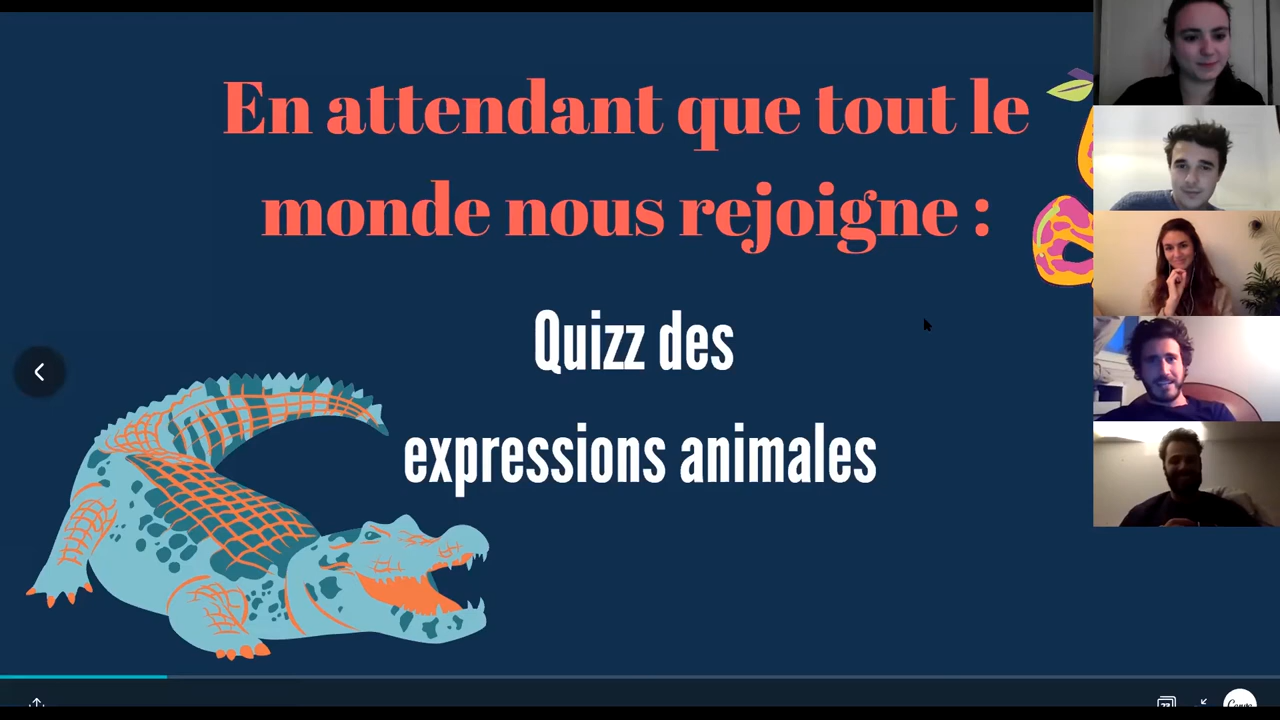 En attendant que tout le
monde nous rejoigne :
Quizz des
expressions animales